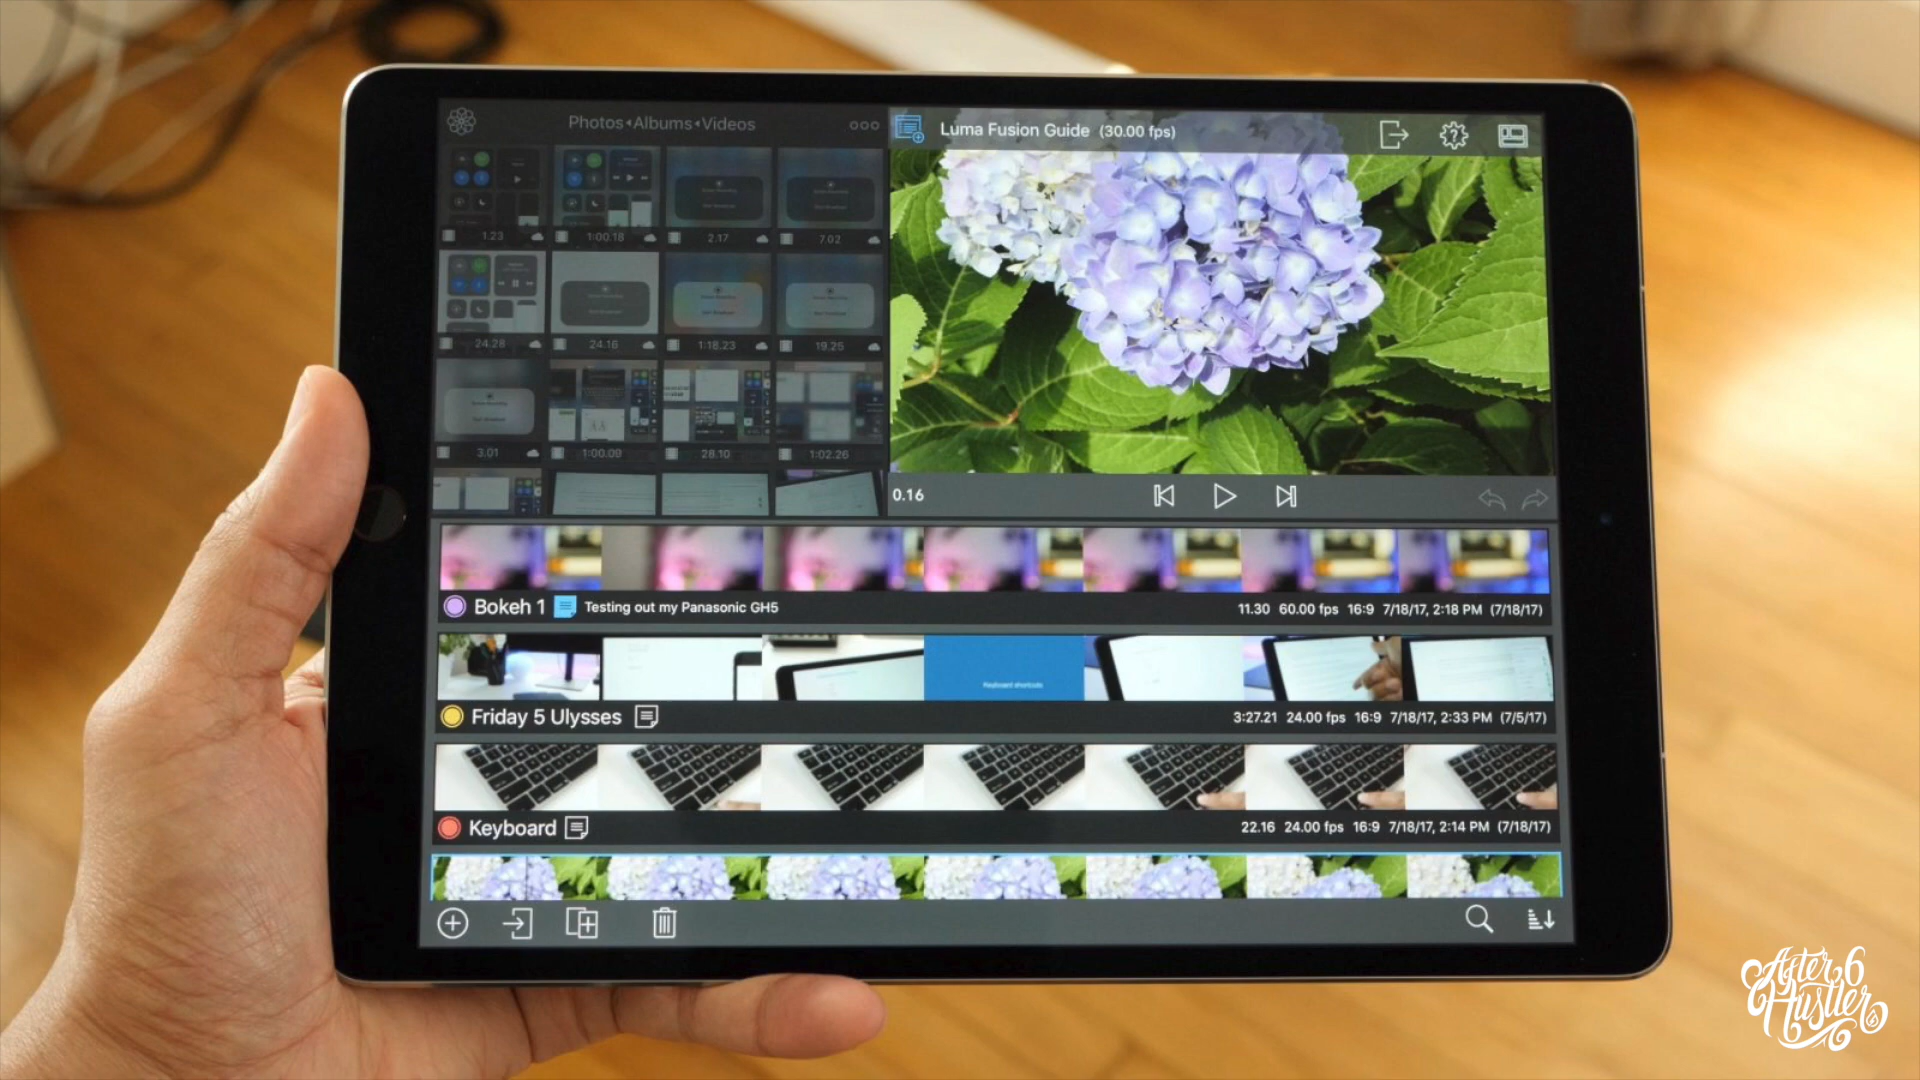 Photos◂Albums◂Videos
Luma Fusion Guide (30.00 fps)
1.23
1:00.18
2.17
7.02
24.28
24.16
1:18.23
19.25
3.01
1:00.09
28.10
1:02.26
0.16
Bokeh 1 Testing out my Panasonic GH5
11.30 60.00 fps 16:9 7/18/17, 2:18 PM (7/18/17)
Keyboard shortcuts
Friday 5 Ulysses
3:27.21 24.00 fps 16:9 7/18/17, 2:33 PM (7/5/17)
Keyboard
22.16 24.00 fps 16:9 7/18/17, 2:14 PM (7/18/17)
After 6
Hustler